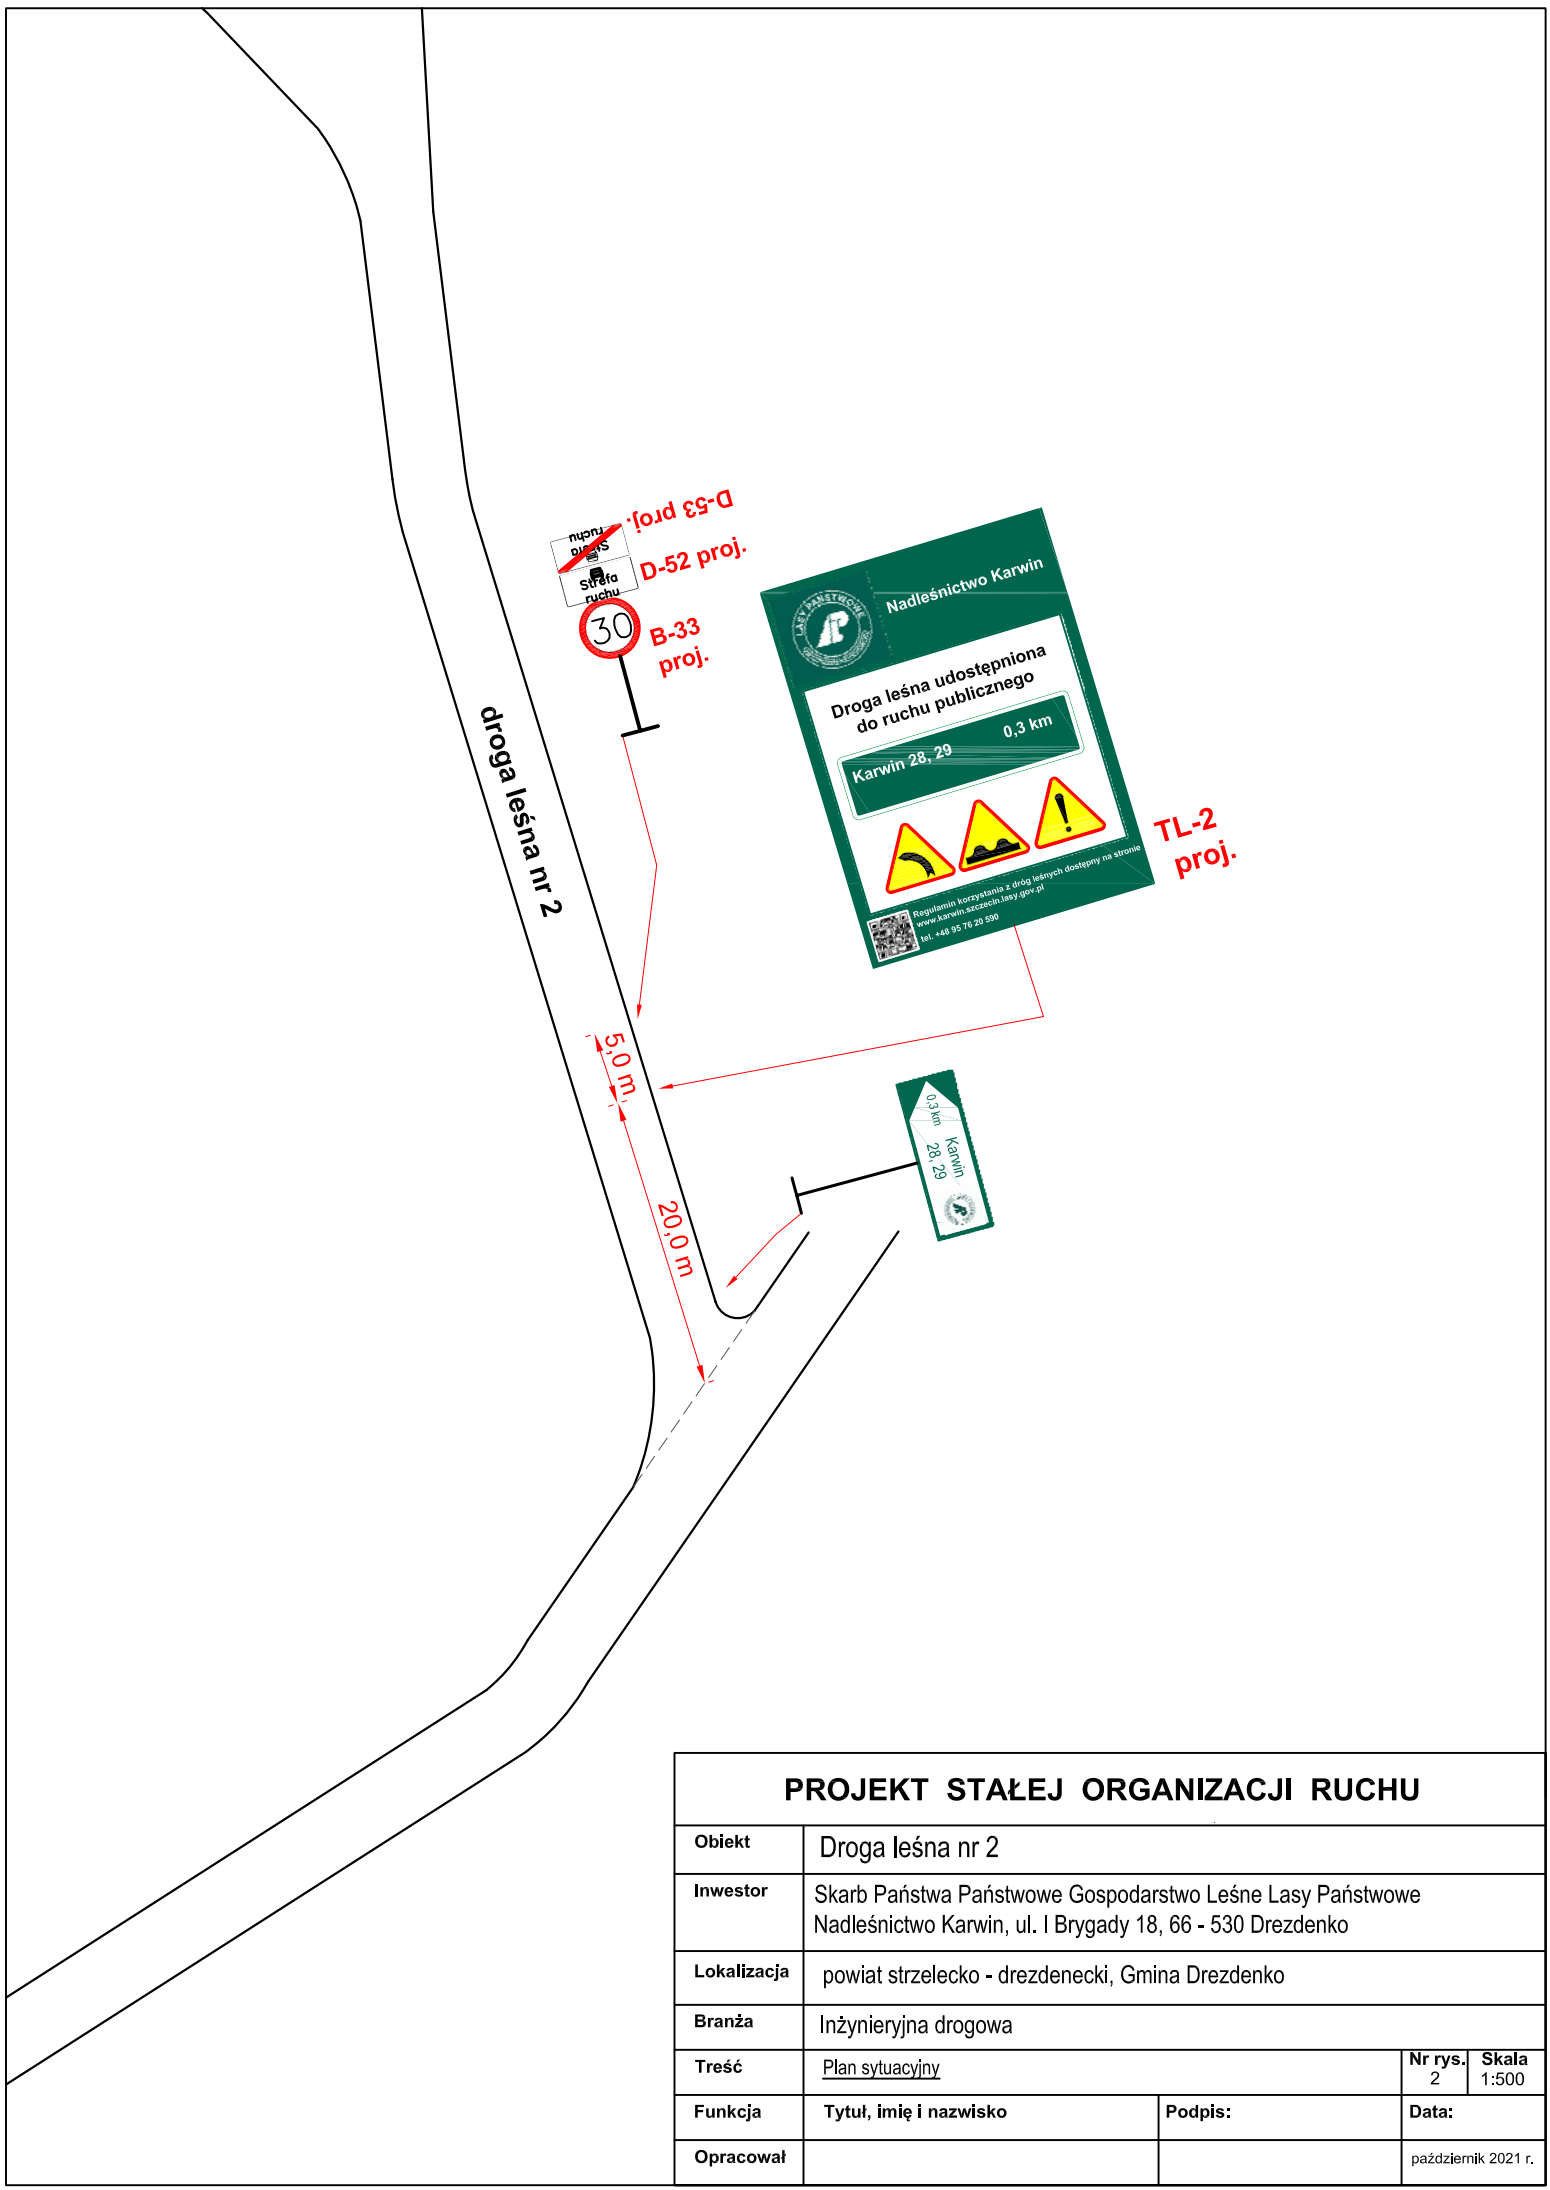 D-53 proj.
Strefa
ruchu
D-52 proj.
Strefa
ruchu
30
B-33
proj.
droga leśna nr 2
LASY PAŃSTWOWE
Nadleśnictwo Karwin
Droga leśna udostępniona
do ruchu publicznego
Karwin 28, 29 0,3 km
Regulamin korzystania z dróg leśnych dostępny na stronie
www.karwin.szczecin.lasy.gov.pl
tel. +48 95 76 20 590
TL-2
proj.
5,0 m
20,0 m
0,3 km
Karwin
28, 29
PROJEKT STAŁEJ ORGANIZACJI RUCHU
Obiekt Droga leśna nr 2
Inwestor Skarb Państwa Państwowe Gospodarstwo Leśne Lasy Państwowe
Nadleśnictwo Karwin, ul. I Brygady 18, 66 - 530 Drezdenko
Lokalizacja powiat strzelecko - drezdenecki, Gmina Drezdenko
Branża Inżynieryjna drogowa
Treść Plan sytuacyjny
Nr rys. Skala
2 1:500
Funkcja Tytuł, imię i nazwisko Podpis: Data:
Opracował październik 2021 r.